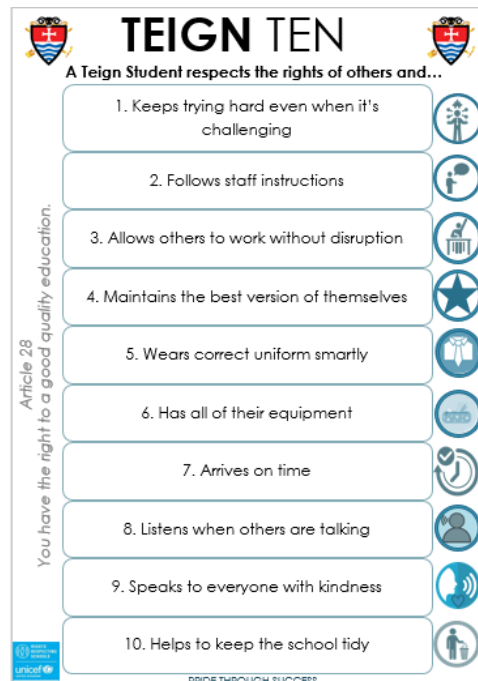 TEIGN TEN
A Teign Student respects the rights of others and…
1. Keeps trying hard even when it's
challenging
2. Follows staff instructions
3. Allows others to work without disruption
4. Maintains the best version of themselves
5. Wears correct uniform smartly
6. Has all of their equipment
7. Arrives on time
8. Listens when others are talking
9. Speaks to everyone with kindness
10. Helps to keep the school tidy
Article 28
You have the right to a good quality education.
RIGHTS
RESPECTING
SCHOOLS
unicef
PRIDE THROUGH SUCCESS